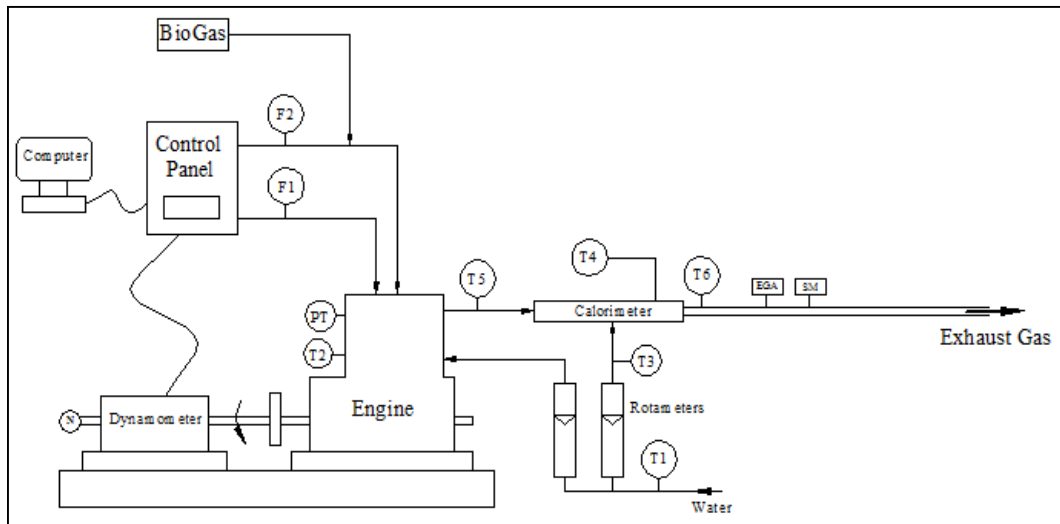 BioGas
F2
Control
Panel
Computer
F1
T5
T4
T6
EGA
SM
Calorimeter
Exhaust Gas
PT
T2
T3
Engine
Rotameters
N
Dynamometer
T1
Water